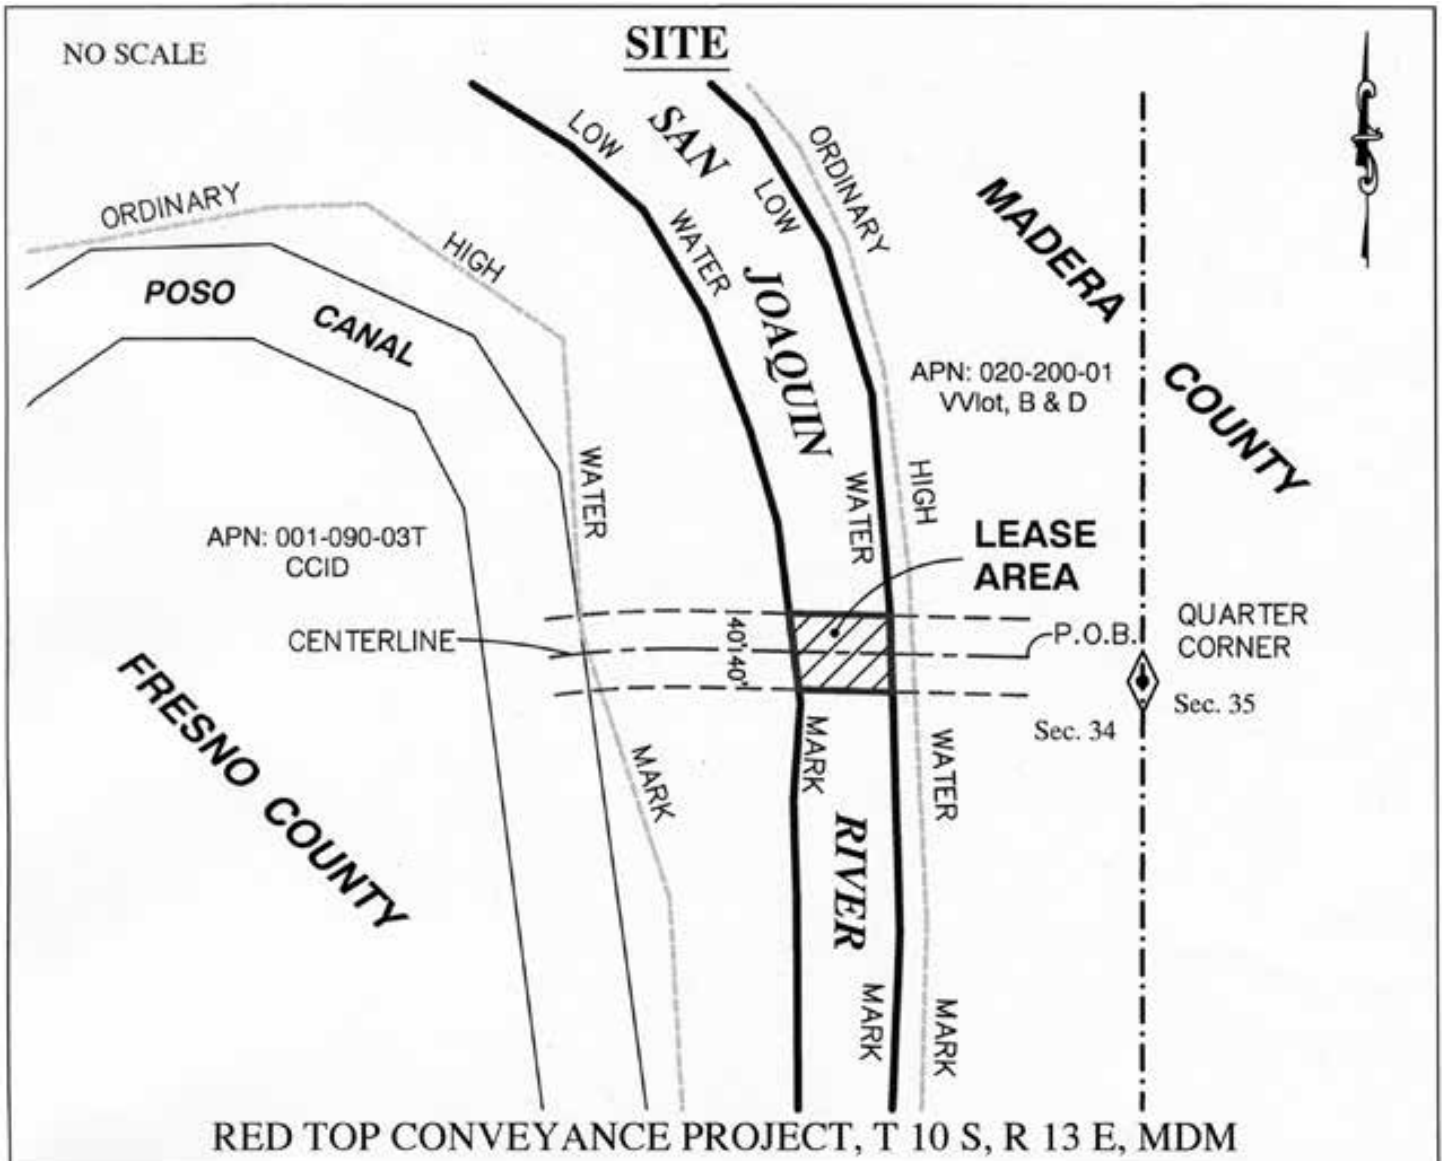 NO SCALE
SITE
LOW
WATER
MARK
SAN
JOAQUIN
RIVER
LOW
WATER
MARK
ORDINARY
HIGH
WATER
MARK
ORDINARY
HIGH
WATER
MARK
POSO
CANAL
MADERA
COUNTY
APN: 020-200-01
VVlot, B & D
APN: 001-090-03T
CCID
LEASE
AREA
CENTERLINE
40'
40'
P.O.B.
QUARTER
CORNER
Sec. 34
Sec. 35
FRESNO COUNTY
RED TOP CONVEYANCE PROJECT, T 10 S, R 13 E, MDM